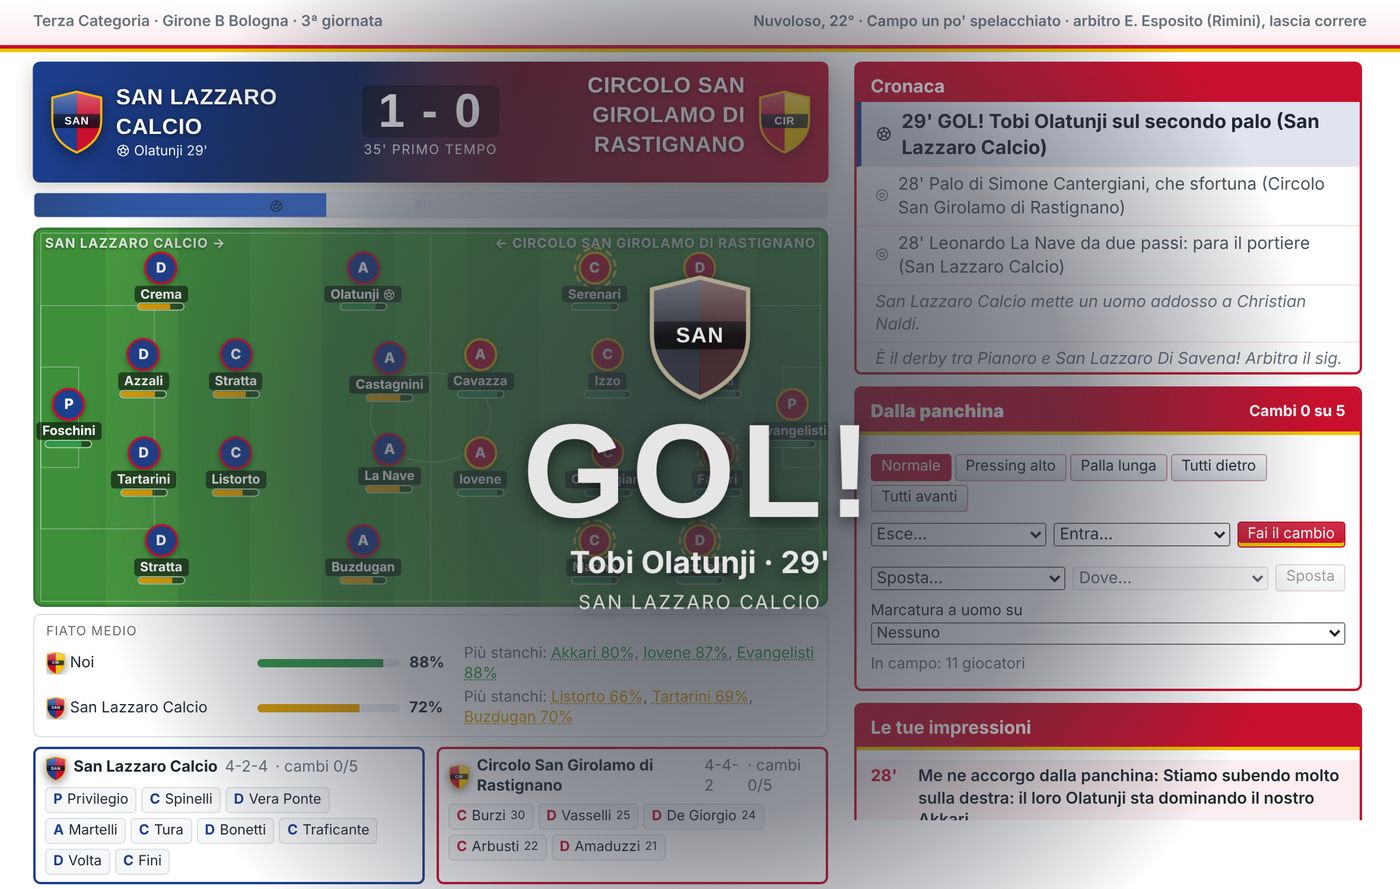 Terza Categoria · Girone B Bologna · 3ª giornata
Nuvoloso, 22° · Campo un po' spelacchiato · arbitro E. Esposito (Rimini), lascia correre
SAN
SAN LAZZARO
CALCIO
Olatunji 29'
1 - 0
35' PRIMO TEMPO
CIRCOLO SAN
GIROLAMO DI
RASTIGNANO
CIR
SAN LAZZARO CALCIO →
← CIRCOLO SAN GIROLAMO DI RASTIGNANO
D
Crema
A
Olatunji
C
Serenari
D
D
Azzali
C
Stratta
A
Castagnini
A
Cavazza
C
Izzo
P
Foschini
P
D
Tartarini
C
Listorto
A
La Nave
A
Iovene
D
Stratta
A
Buzdugan
C
D
SAN
GOL!
Tobi Olatunji · 29'
SAN LAZZARO CALCIO
FIATO MEDIO
CIR
Noi
88%
Più stanchi: Akkari 80%, Iovene 87%, Evangelisti
88%
SAN
San Lazzaro Calcio
72%
Più stanchi: Listorto 66%, Tartarini 69%,
Buzdugan 70%
SAN
San Lazzaro Calcio 4-2-4 · cambi 0/5
P Privilegio
C Spinelli
D Vera Ponte
A Martelli
C Tura
D Bonetti
C Traficante
D Volta
C Fini
CIR
Circolo San Girolamo di
Rastignano
4-4-
2
· cambi
0/5
C Burzi 30
D Vasselli 25
D De Giorgio 24
C Arbusti 22
D Amaduzzi 21
Cronaca
29' GOL! Tobi Olatunji sul secondo palo (San
Lazzaro Calcio)
28' Palo di Simone Cantergiani, che sfortuna (Circolo
San Girolamo di Rastignano)
28' Leonardo La Nave da due passi: para il portiere
(San Lazzaro Calcio)
San Lazzaro Calcio mette un uomo addosso a Christian
Naldi.
È il derby tra Pianoro e San Lazzaro Di Savena! Arbitra il sig.
Dalla panchina
Cambi 0 su 5
Normale
Pressing alto
Palla lunga
Tutti dietro
Tutti avanti
Esce...
Entra...
Fai il cambio
Sposta...
Dove...
Sposta
Marcatura a uomo su
Nessuno
In campo: 11 giocatori
Le tue impressioni
28'
Me ne accorgo dalla panchina: Stiamo subendo molto
sulla destra: il loro Olatunji sta dominando il nostro
Akkari.